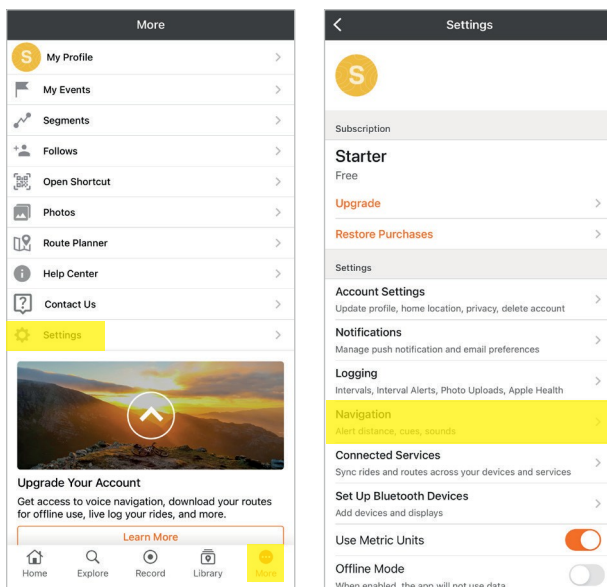 More
S
My Profile
My Events
Segments
Follows
Open Shortcut
Photos
Route Planner
Help Center
Contact Us
Settings
Upgrade Your Account
Get access to voice navigation, download your routes
for offline use, live log your rides, and more.
Learn More
Home Explore Record Library More
Settings
S
Subscription
Starter
Free
Upgrade
Restore Purchases
Settings
Account Settings
Update profile, home location, privacy, delete account
Notifications
Manage push notification and email preferences
Logging
Intervals, Interval Alerts, Photo Uploads, Apple Health
Navigation
Alert distance, cues, sounds
Connected Services
Sync rides and routes across your devices and services
Set Up Bluetooth Devices
Add devices and displays
Use Metric Units
Offline Mode
When enabled, the app will not use data